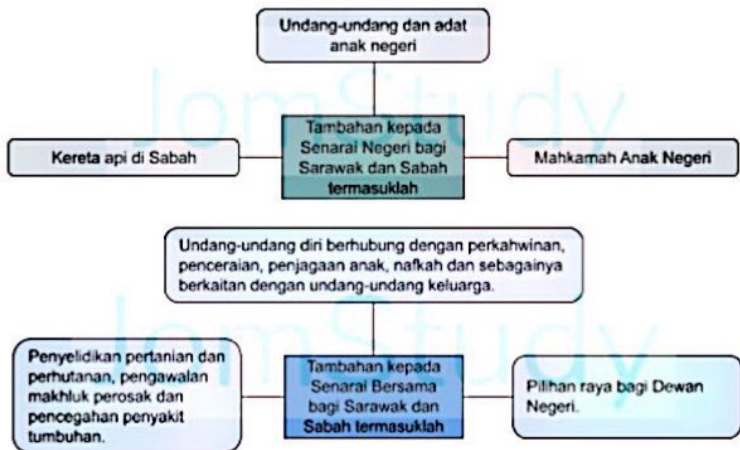 Undang-undang dan adat
anak negeri
Kereta api di Sabah
Tambahan kepada
Senarai Negeri bagi
Sarawak dan Sabah
termasuklah
Mahkamah Anak Negeri
Undang-undang diri berhubung dengan perkahwinan,
penceraian, penjagaan anak, nafkah dan sebagainya
berkaitan dengan undang-undang keluarga.
Penyelidikan pertanian dan
perhutanan, pengawalan
makhluk perosak dan
pencegahan penyakit
tumbuhan.
Tambahan kepada
Senarai Bersama
bagi Sarawak dan
Sabah termasuklah
Pilihan raya bagi Dewan
Negeri.
JomStudy
JomStudy